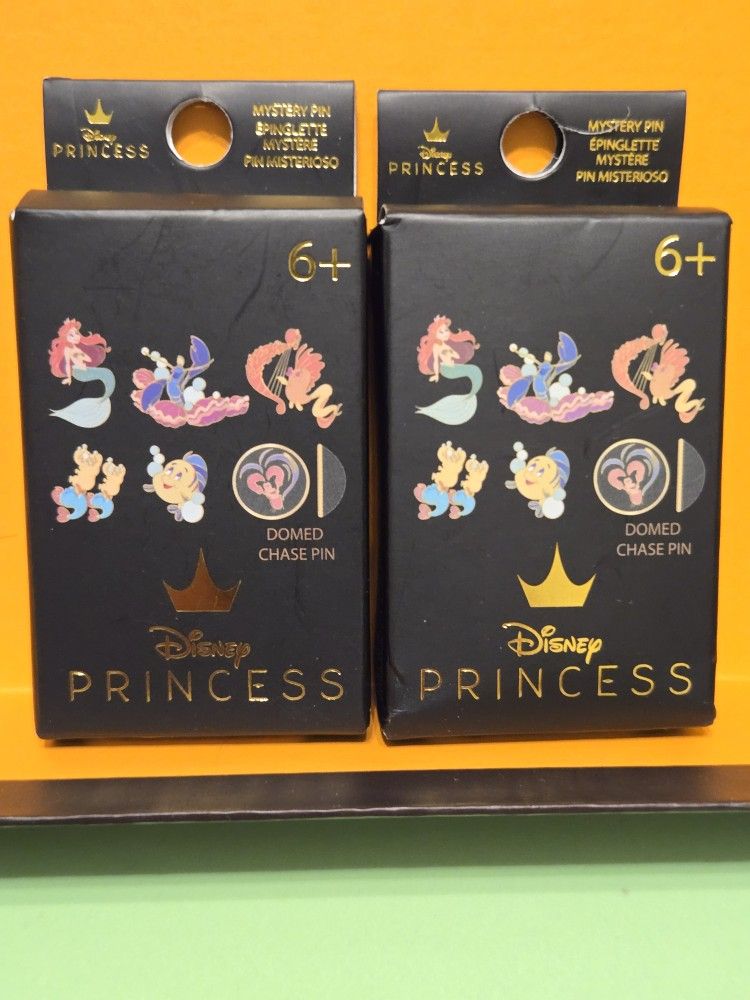 Disney
PRINCESS
MYSTERY PIN
ÉPINGLETTE
MYSTÈRE
PIN MISTERIOSO
6+
DOMED
CHASE PIN
Disney
PRINCESS
Disney
PRINCESS
MYSTERY PIN
ÉPINGLETTE
MYSTÈRE
PIN MISTERIOSO
6+
DOMED
CHASE PIN
Disney
PRINCESS